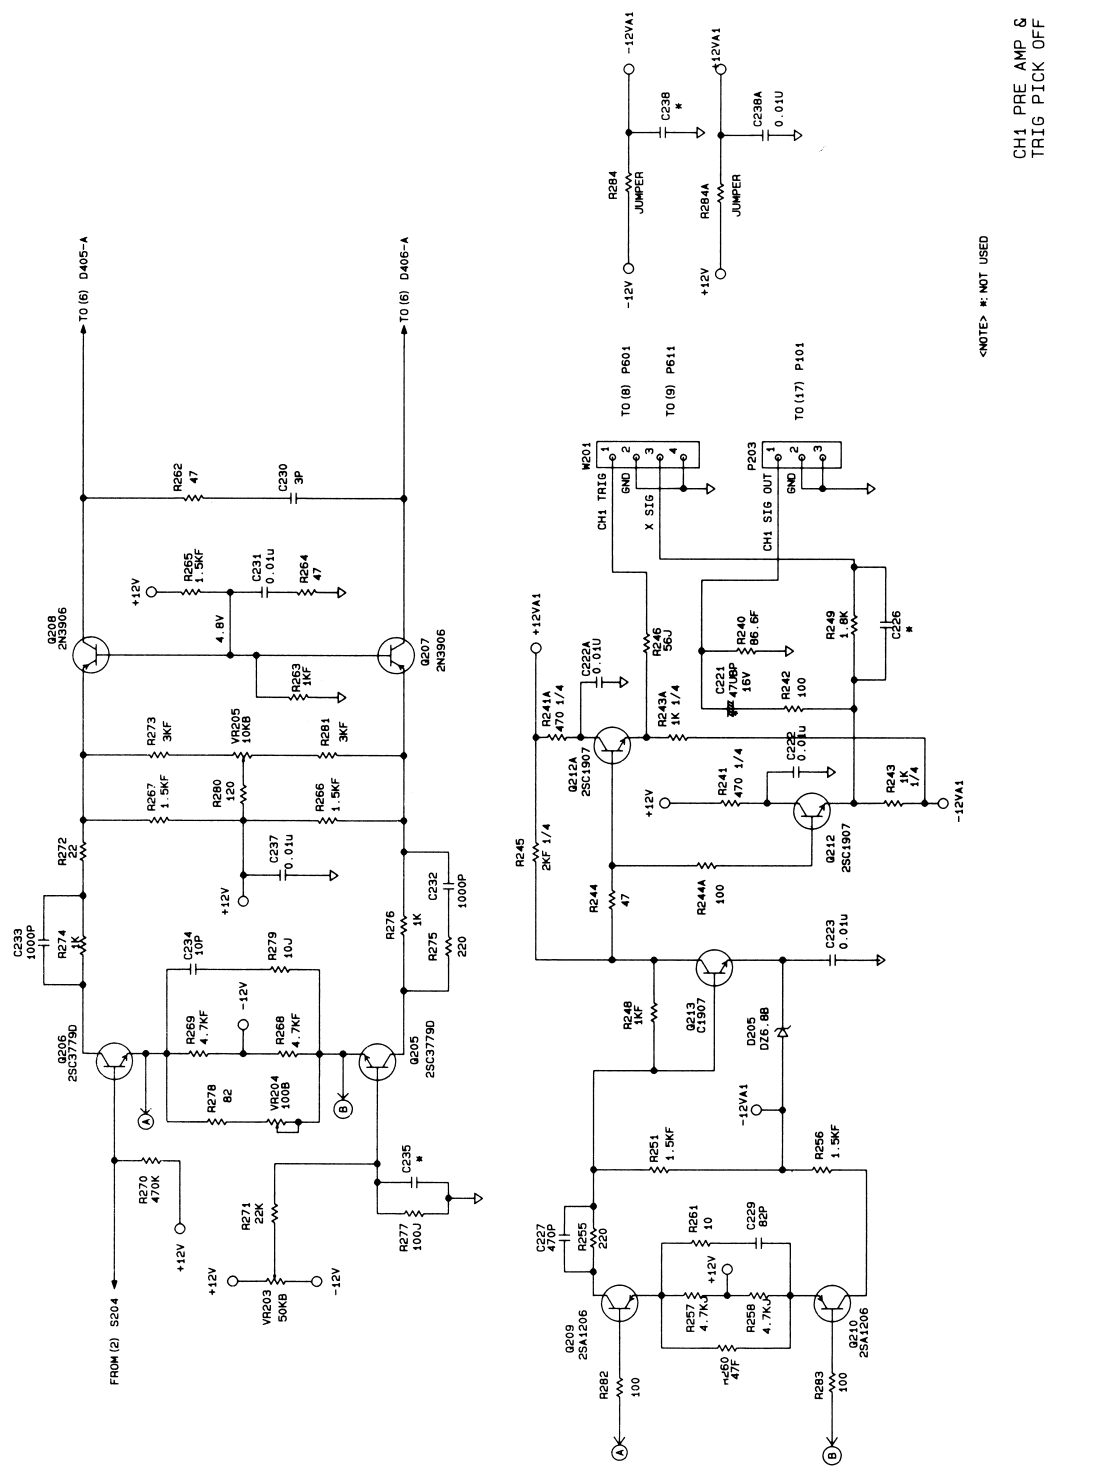 FROM(2) S204
+12V
R270
470K
VR203
50KB
+12V
-12V
R271
22K
R277
100J
C235
*
Q206
2SC3779D
A
R278
82
VR204
100B
B
R269
4.7KF
-12V
R268
4.7KF
C234
10P
R279
10J
Q205
2SC3779D
C233
1000P
R274
1K
R276
1K
R275
220
C232
1000P
R272
22
+12V
C237
0.01u
R267
1.5KF
R280
120
R266
1.5KF
R273
3KF
VR205
10KB
R281
3KF
Q208
2N3906
4.8V
R263
1KF
Q207
2N3906
+12V
R265
1.5KF
C231
0.01u
R264
47
R262
47
C230
3P
TO(6) D405-A
TO(6) D406-A
A
R282
100
Q209
2SA1206
B
R283
100
Q210
2SA1206
R260
47F
R257
4.7KJ
R258
4.7KJ
+12V
R261
10
C229
82P
C227
470P
R255
220
R251
1.5KF
R256
1.5KF
-12VA1
D205
DZ6.8B
R248
1KF
Q213
C1907
C223
0.01u
R245
2KF 1/4
R244
47
R244A
100
Q212A
2SC1907
R241A
470 1/4
+12VA1
C222A
0.01U
R246
56J
R243A
1K 1/4
Q212
2SC1907
+12V
R241
470 1/4
C222
0.01u
R243
1K
1/4
-12VA1
C221
47UBP
16V
R242
100
R240
86.6F
R249
1.8K
C226
*
W201
1
2
3
4
CH1 TRIG
GND
X SIG
P203
1
2
3
CH1 SIG OUT
GND
TO(8) P601
TO(9) P611
TO(17) P101
-12V
R284
JUMPER
C238
*
-12VA1
+12V
R284A
JUMPER
C238A
0.01U
+12VA1
<NOTE> *: NOT USED
CH1 PRE AMP &
TRIG PICK OFF